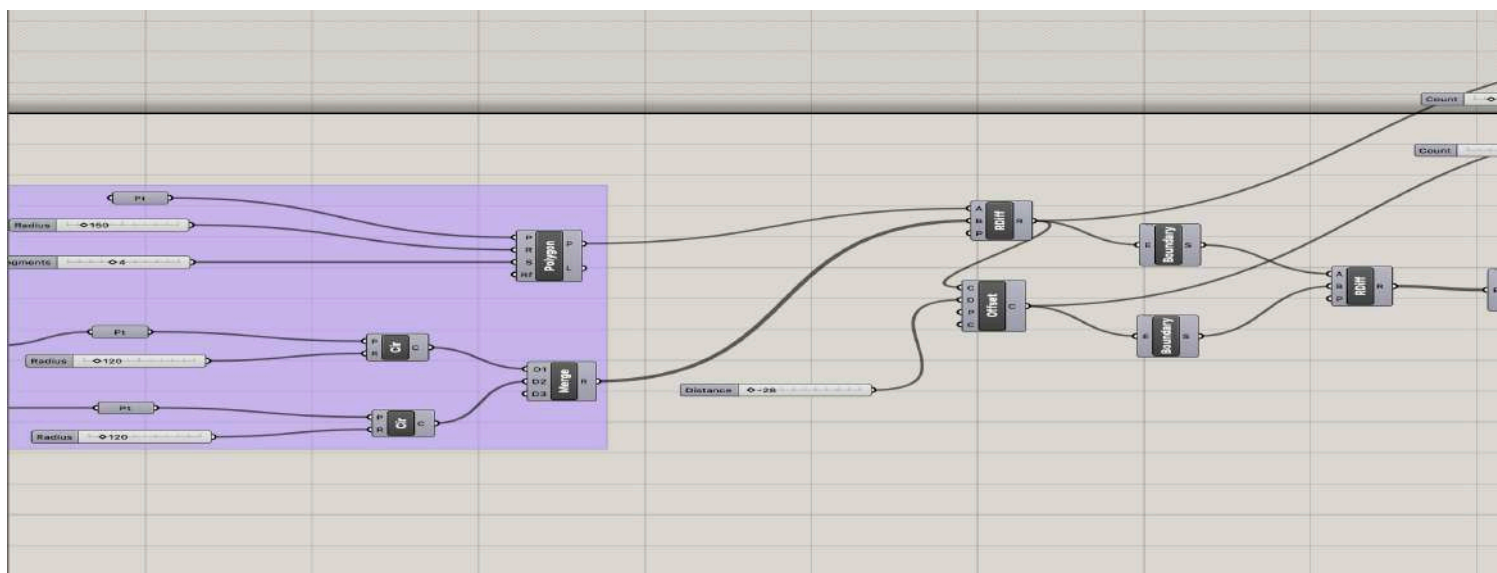 Count
Count
Pt
Radius 150
gments 4
P
R
S
Rf
Polygon
P
L
Pt
Radius 120
P
R
Cir
C
Pt
Radius 120
P
R
Cir
C
D1
D2
D3
Merge
R
A
B
P
RDiff
R
C
D
P
C
Offset
C
Distance -28
E
Boundary
S
E
Boundary
S
A
B
P
RDiff
R